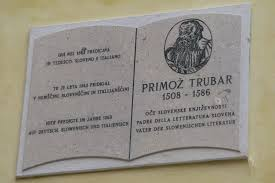 QUI NEL 1563 PREDICAVA
IN TEDESCO, SLOVENO E ITALIANO
TU JE LETA 1563 PRIDIGAL
V NEMŠČINI, SLOVENŠČINI IN ITALIJANŠČINI
HIER PREDIGTE IM JAHRE 1563
AUF DEUTSCH, SLOWENISCH UND ITALIENISCH
PRIMOŽ TRUBAR
1508 - 1586
OČE SLOVENSKE KNJIŽEVNOSTI
PADRE DELLA LETTERATURA SLOVENA
VATER DER SLOWENISCHEN LITERATUR